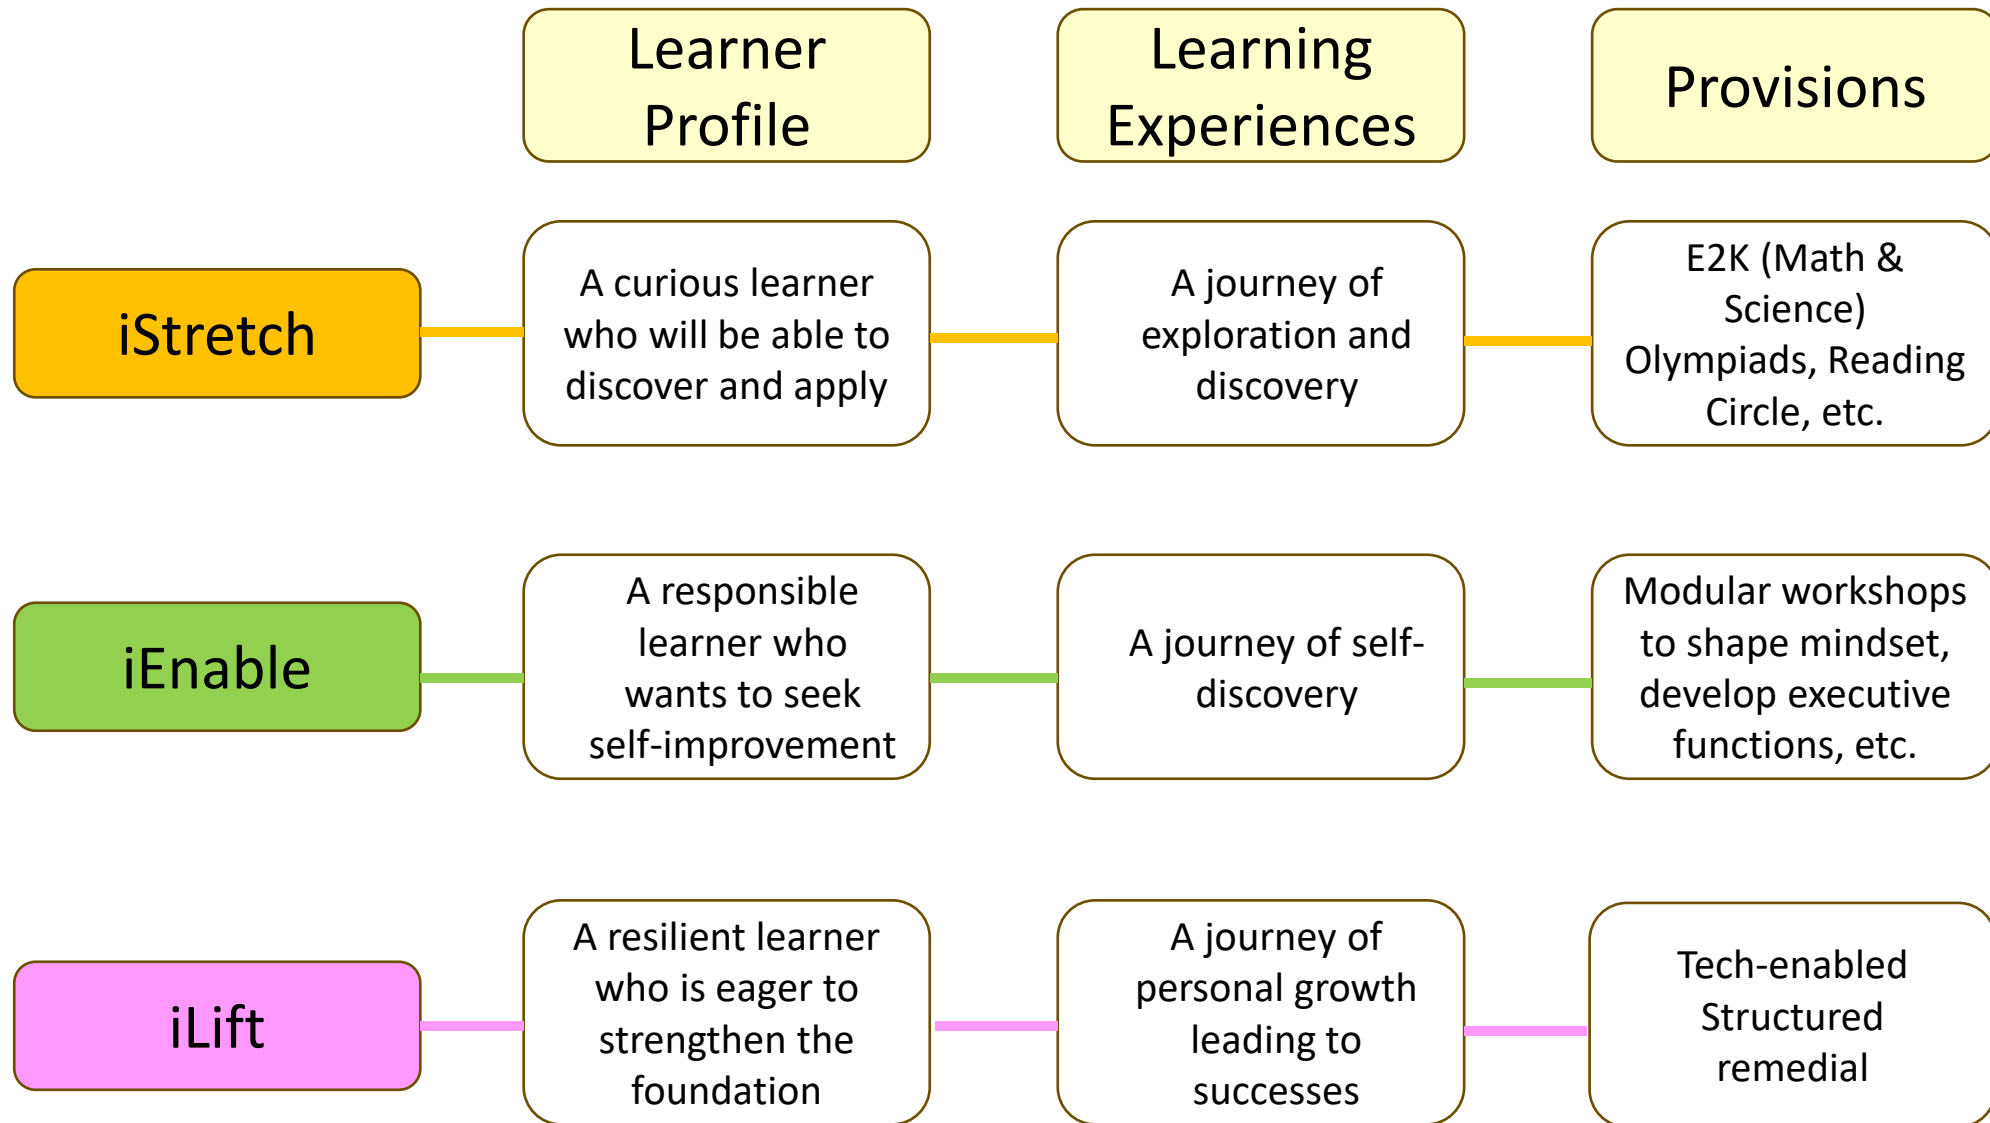 Learner
Profile
Learning
Experiences
Provisions
iStretch
A curious learner
who will be able to
discover and apply
A journey of
exploration and
discovery
E2K (Math &
Science)
Olympiads, Reading
Circle, etc.
iEnable
A responsible
learner who
wants to seek
self-improvement
A journey of self-
discovery
Modular workshops
to shape mindset,
develop executive
functions, etc.
iLift
A resilient learner
who is eager to
strengthen the
foundation
A journey of
personal growth
leading to
successes
Tech-enabled
Structured
remedial